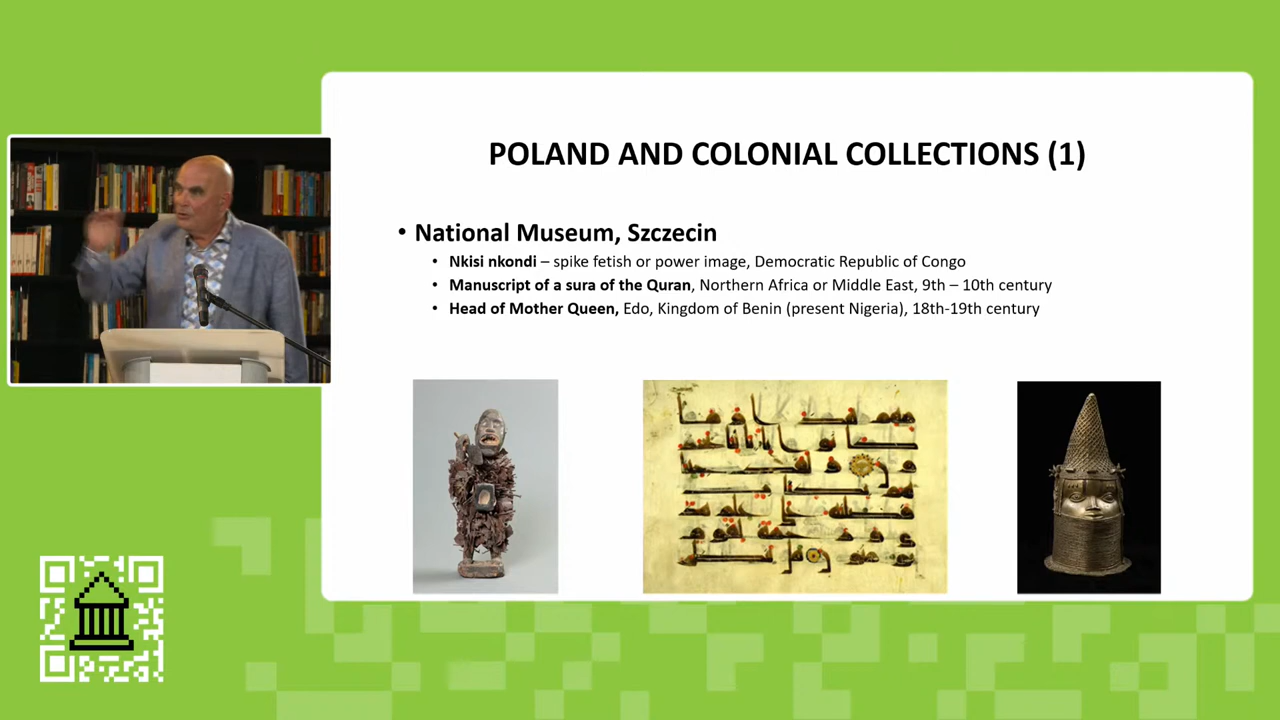 POLAND AND COLONIAL COLLECTIONS (1)
• National Museum, Szczecin
• Nkisi nkondi – spike fetish or power image, Democratic Republic of Congo
• Manuscript of a sura of the Quran, Northern Africa or Middle East, 9th – 10th century
• Head of Mother Queen, Edo, Kingdom of Benin (present Nigeria), 18th-19th century